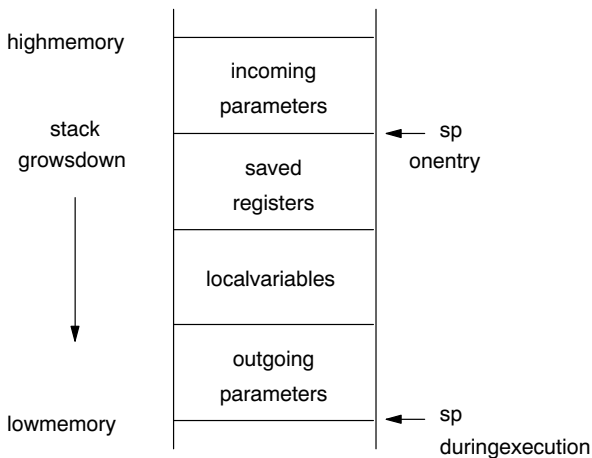 highmemory
incoming
parameters
stack
growsdown
sp
onentry
saved
registers
localvariables
outgoing
parameters
lowmemory
sp
duringexecution